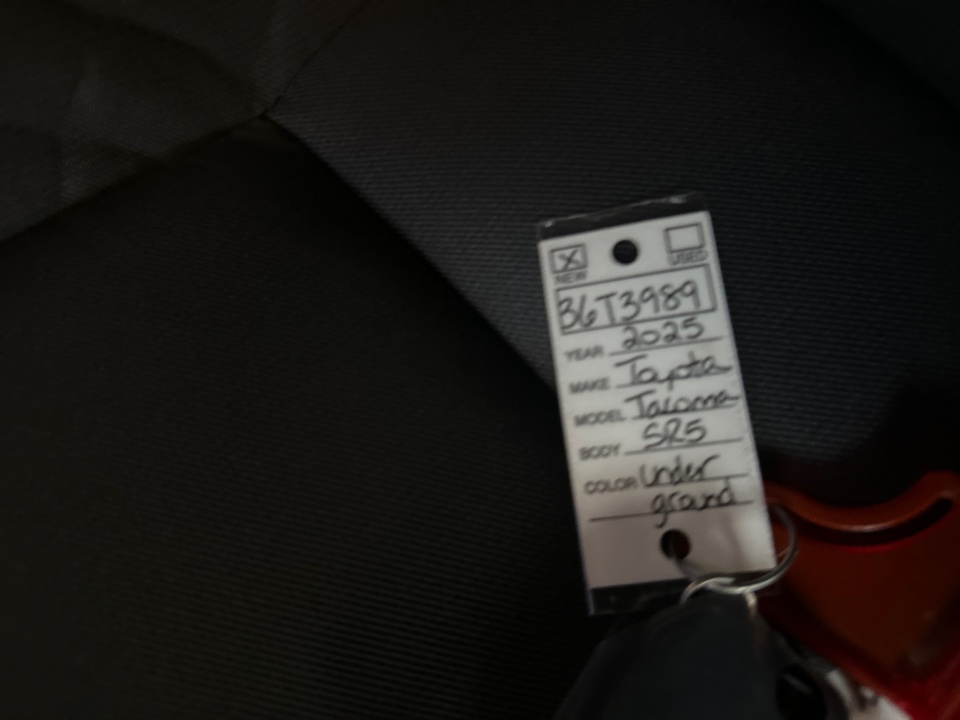 X
NEW USED
36T3989
YEAR 2025
MAKE Toyota
MODEL Tacoma
BODY SR5
COLOR Under
ground